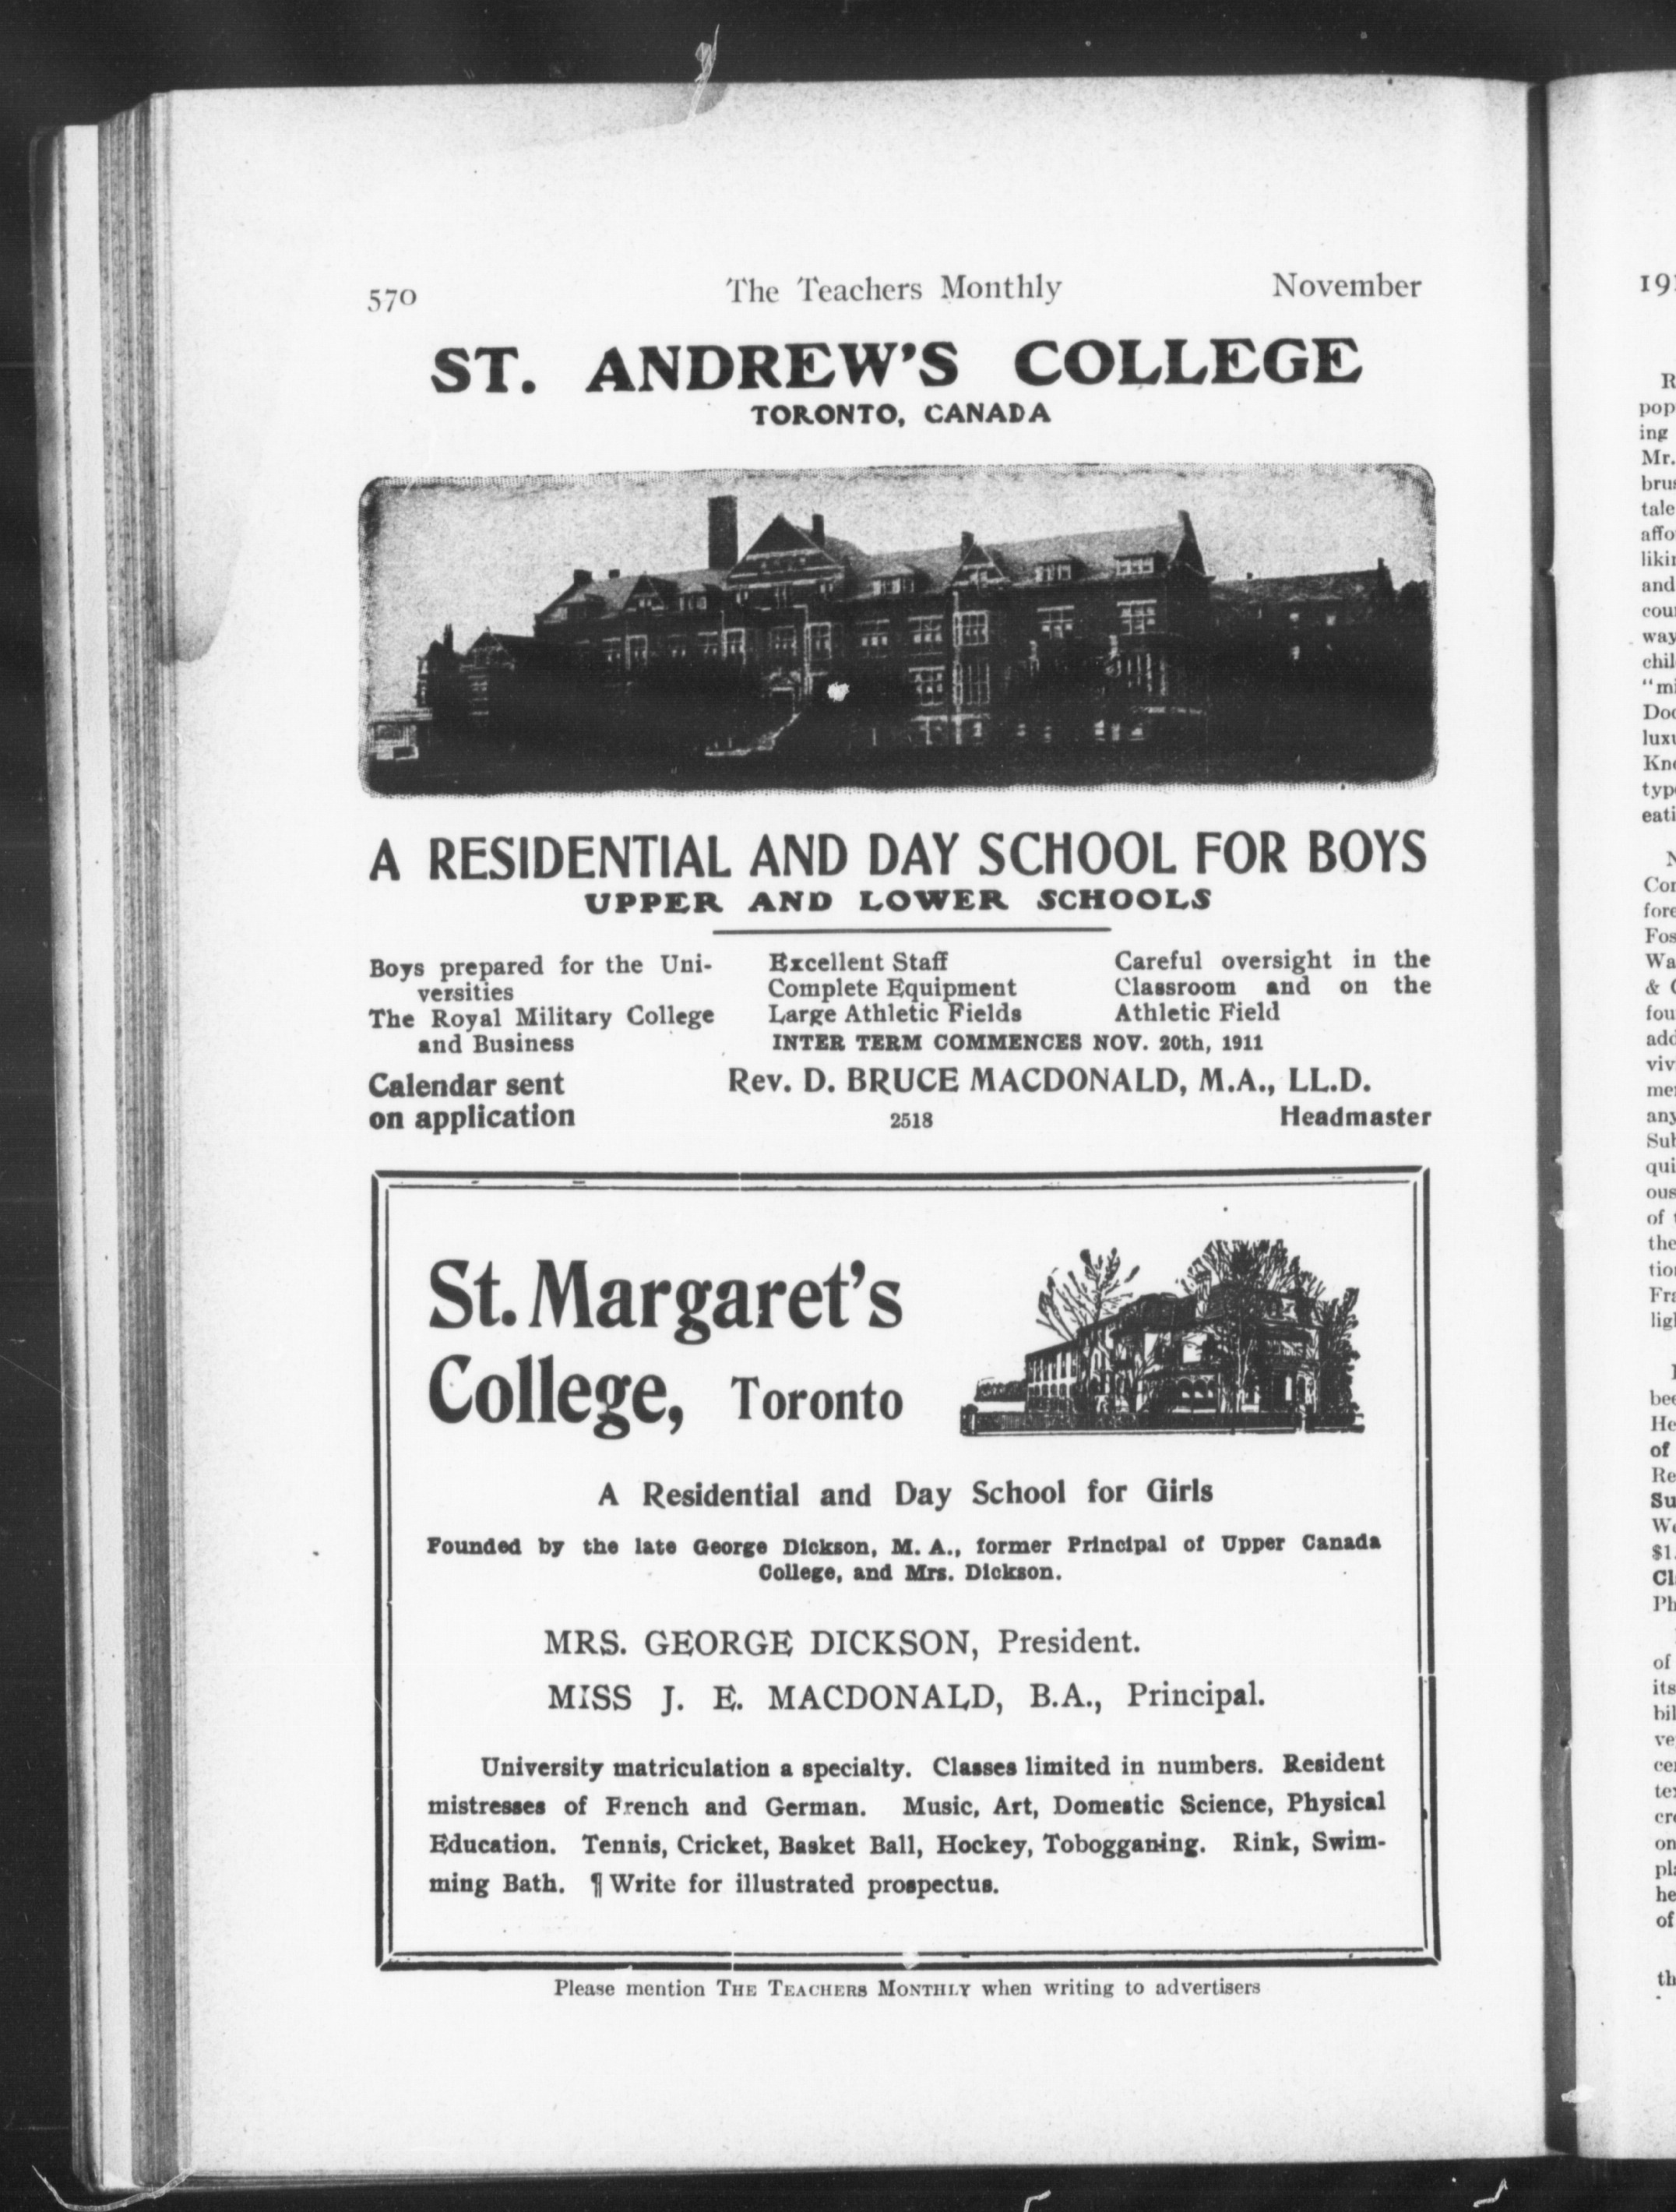 570 The Teachers Monthly November
ST. ANDREW'S COLLEGE
TORONTO, CANADA
A RESIDENTIAL AND DAY SCHOOL FOR BOYS
UPPER AND LOWER SCHOOLS
Boys prepared for the Uni-
versities
The Royal Military College
and Business
Excellent Staff
Complete Equipment
Large Athletic Fields
Careful oversight in the
Classroom and on the
Athletic Field
INTER TERM COMMENCES NOV. 20th, 1911
Calendar sent
on application
Rev. D. BRUCE MACDONALD, M.A., LL.D.
2518 Headmaster
St. Margaret's
College, Toronto
A Residential and Day School for Girls
Founded by the late George Dickson, M. A., former Principal of Upper Canada
College, and Mrs. Dickson.
MRS. GEORGE DICKSON, President.
MISS J. E. MACDONALD, B.A., Principal.
University matriculation a specialty. Classes limited in numbers. Resident
mistresses of French and German. Music, Art, Domestic Science, Physical
Education. Tennis, Cricket, Basket Ball, Hockey, Tobogganing. Rink, Swim-
ming Bath. ¶ Write for illustrated prospectus.
Please mention THE TEACHERS MONTHLY when writing to advertisers